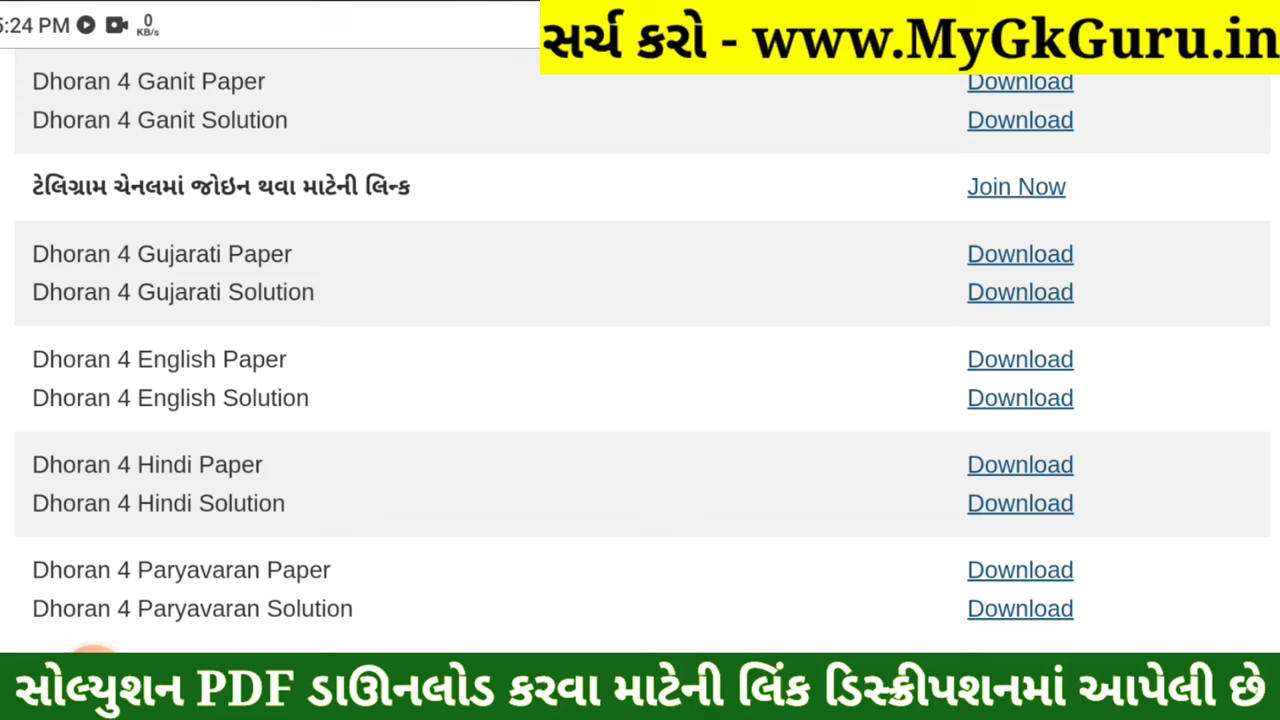 5:24 PM 0 KB/s
સર્ચ કરો - www.MyGkGuru.in
Dhoran 4 Ganit Paper Download
Dhoran 4 Ganit Solution Download
ટેલિગ્રામ ચેનલમાં જોઇન થવા માટેની લિન્ક Join Now
Dhoran 4 Gujarati Paper Download
Dhoran 4 Gujarati Solution Download
Dhoran 4 English Paper Download
Dhoran 4 English Solution Download
Dhoran 4 Hindi Paper Download
Dhoran 4 Hindi Solution Download
Dhoran 4 Paryavaran Paper Download
Dhoran 4 Paryavaran Solution Download
સોલ્યુશન PDF ડાઊનલોડ કરવા માટેની લિંક ડિસ્ક્રીપશનમાં આપેલી છે